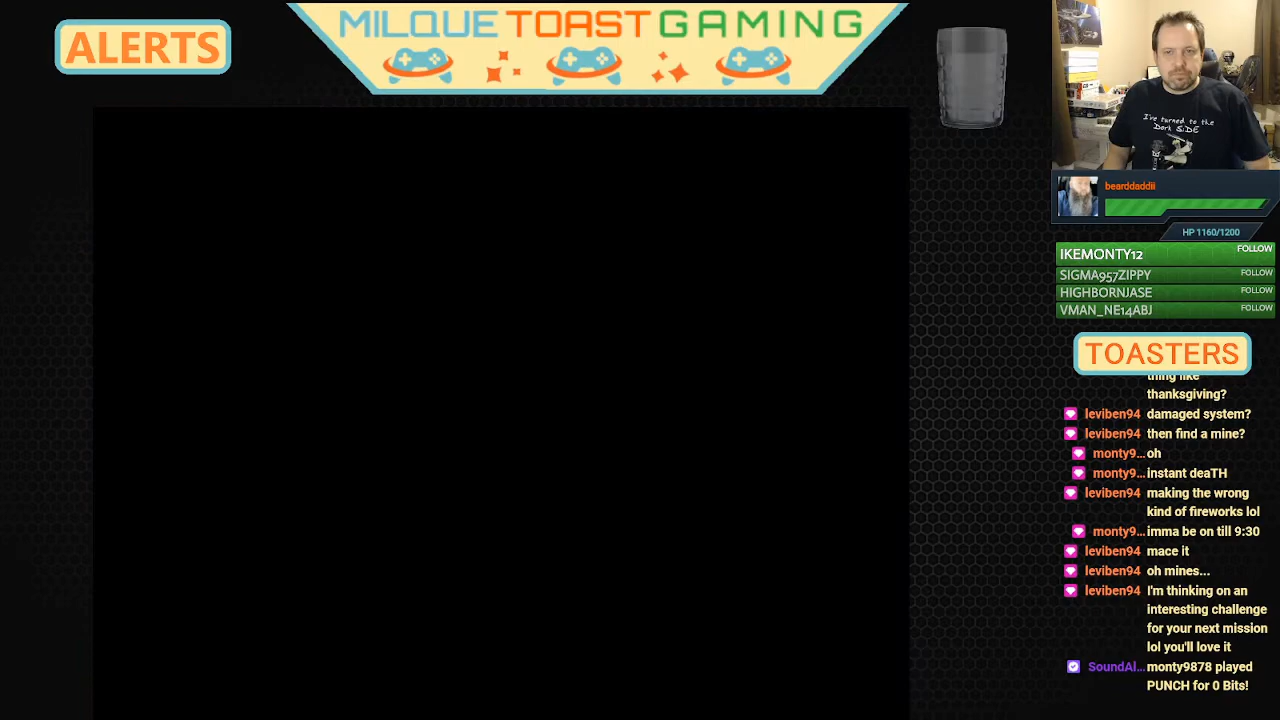 ALERTS
MILQUETOASTGAMING
I've turned to the
Dark SiDE
bearddaddii
HP 1160/1200
IKEMONTY12 FOLLOW
SIGMA957ZIPPY FOLLOW
HIGHBORNJASE FOLLOW
VMAN_NE14ABJ FOLLOW
TOASTERS
thing like
thanksgiving?
leviben94 damaged system?
leviben94 then find a mine?
monty9... oh
monty9... instant deaTH
leviben94 making the wrong
kind of fireworks lol
monty9... imma be on till 9:30
leviben94 mace it
leviben94 oh mines...
leviben94 I'm thinking on an
interesting challenge
for your next mission
lol you'll love it
SoundAl... monty9878 played
PUNCH for 0 Bits!